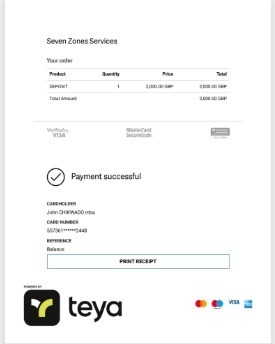 Seven Zones Services
Your order
Product Quantity Price Total
DEPOSIT 1 2,000.00 GBP 2,000.00 GBP
Total Amount 2,000.00 GBP
Verified by VISA MasterCard SecureCode
Payment successful
CARDHOLDER
John CHIKWADO mba
CARD NUMBER
557361******2448
REFERENCE
Balance
PRINT RECEIPT
POWERED BY
teya
VISA